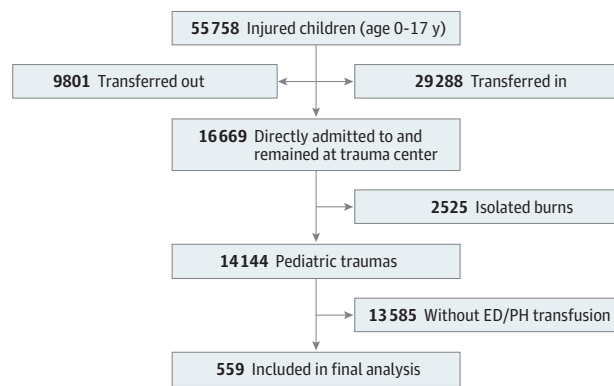 55758 Injured children (age 0-17 y)
9801 Transferred out
29288 Transferred in
16669 Directly admitted to and
remained at trauma center
2525 Isolated burns
14144 Pediatric traumas
13585 Without ED/PH transfusion
559 Included in final analysis